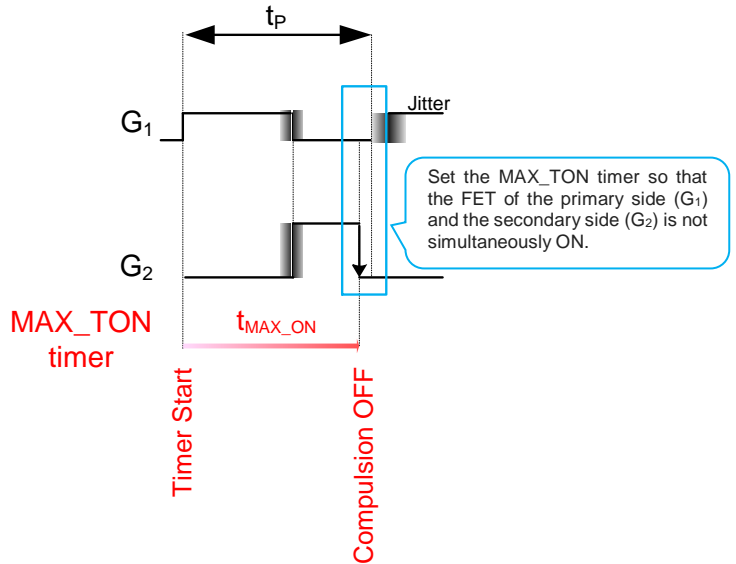 tP
G1
Jitter
Set the MAX_TON timer so that
the FET of the primary side (G1)
and the secondary side (G2) is not
simultaneously ON.
G2
MAX_TON
timer
tMAX_ON
Timer Start
Compulsion OFF